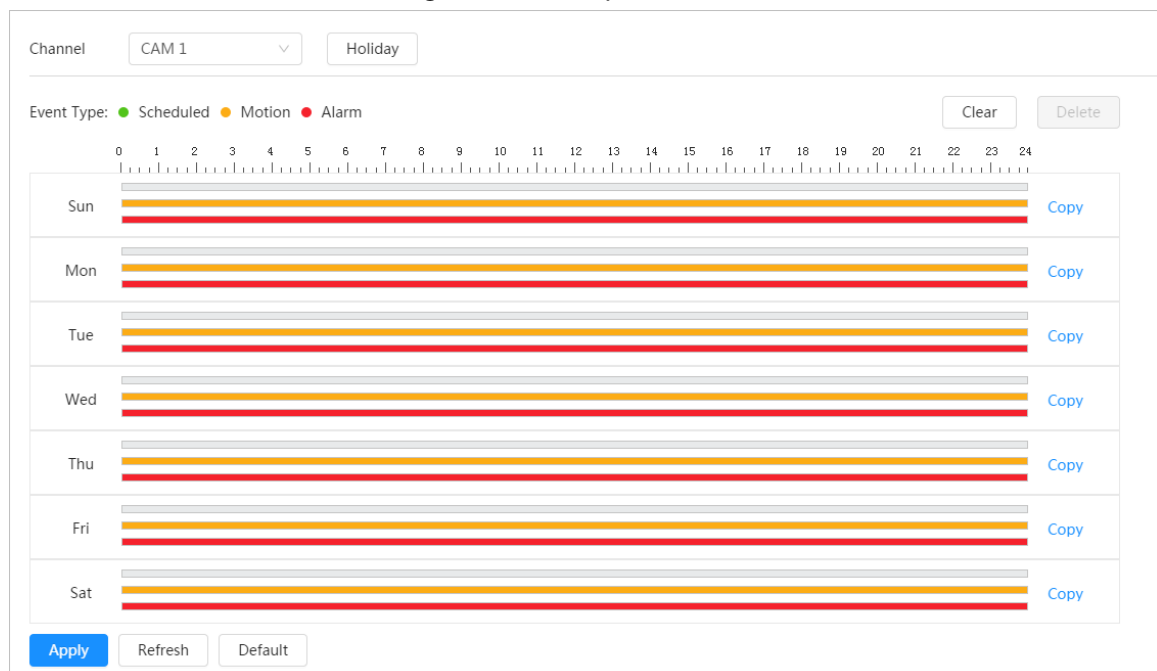 Channel CAM 1 Holiday
Event Type: Scheduled Motion Alarm Clear Delete
0 1 2 3 4 5 6 7 8 9 10 11 12 13 14 15 16 17 18 19 20 21 22 23 24
Sun Copy
Mon Copy
Tue Copy
Wed Copy
Thu Copy
Fri Copy
Sat Copy
Apply Refresh Default